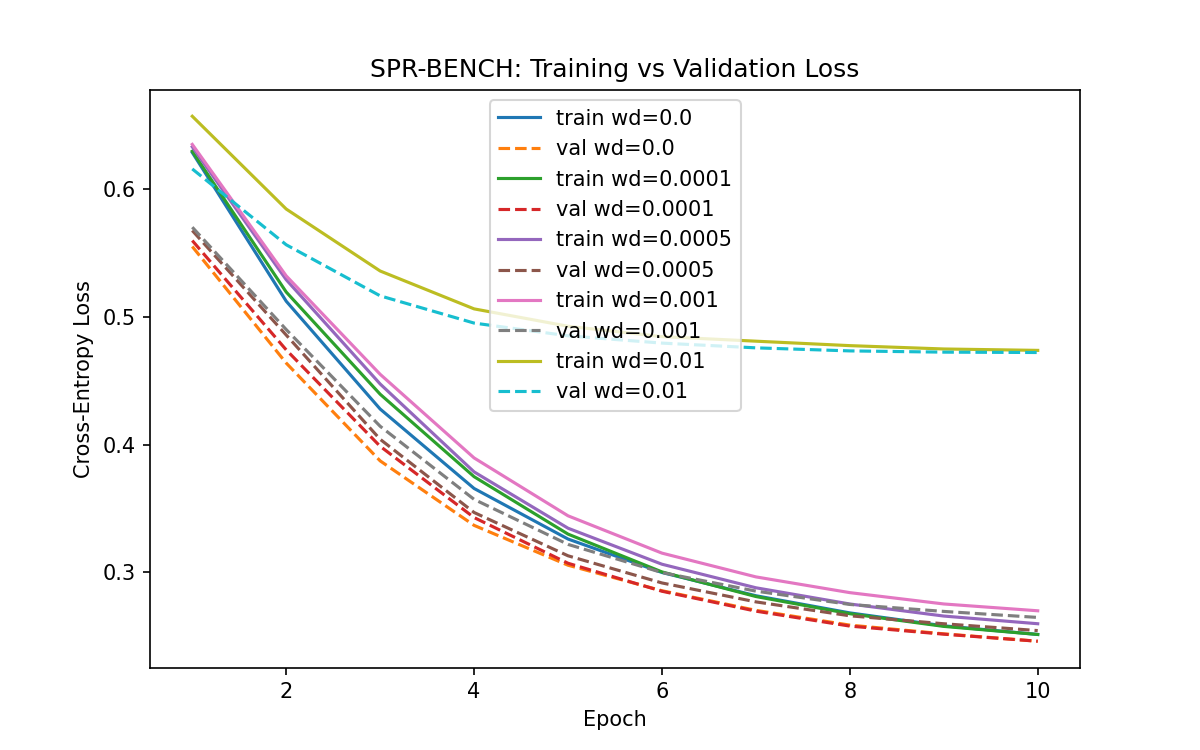 SPR-BENCH: Training vs Validation Loss
train wd=0.0
val wd=0.0
train wd=0.0001
val wd=0.0001
train wd=0.0005
val wd=0.0005
train wd=0.001
val wd=0.001
train wd=0.01
val wd=0.01
Cross-Entropy Loss
0.6
0.5
0.4
0.3
2 4 6 8 10
Epoch